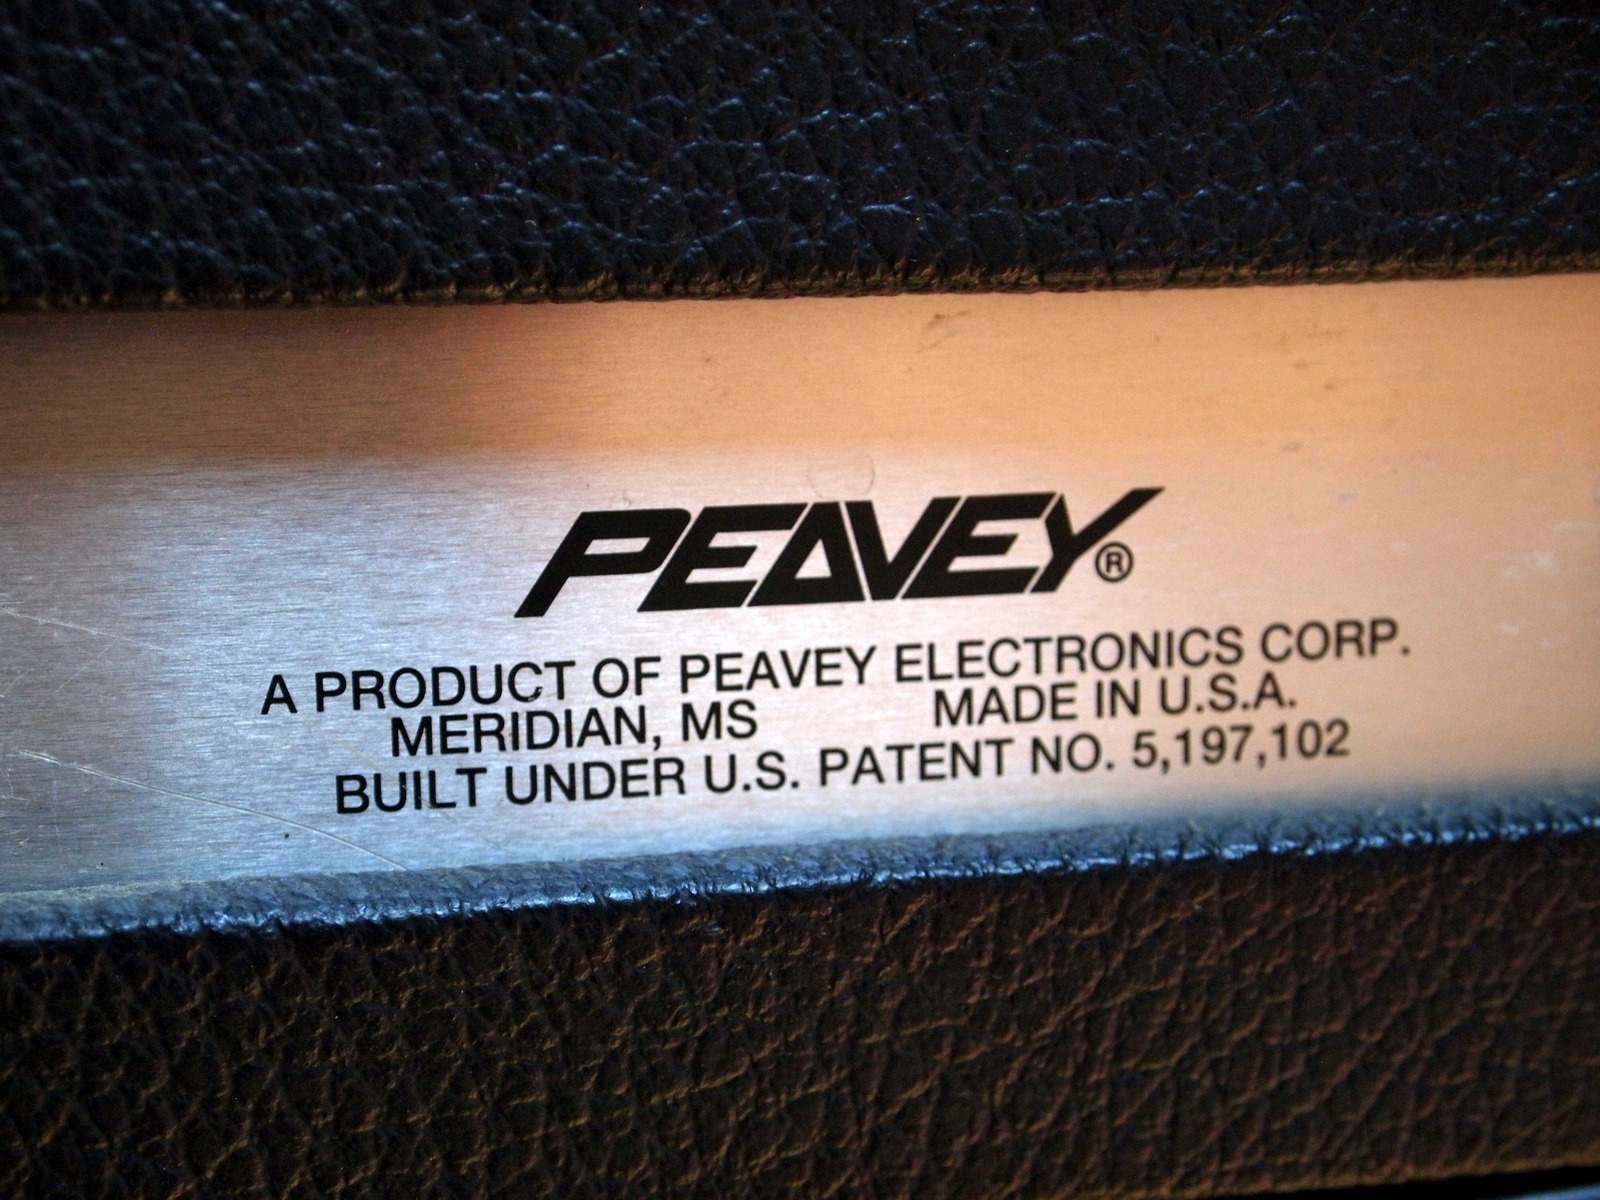 PEAVEY®
A PRODUCT OF PEAVEY ELECTRONICS CORP.
MERIDIAN, MS MADE IN U.S.A.
BUILT UNDER U.S. PATENT NO. 5,197,102